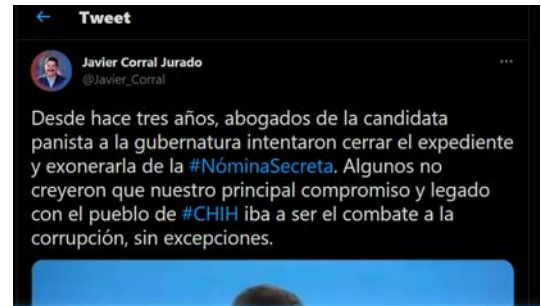 Tweet
Javier Corral Jurado
@Javier_Corral
Desde hace tres años, abogados de la candidata
panista a la gubernatura intentaron cerrar el expediente
y exonerarla de la #NóminaSecreta. Algunos no
creyeron que nuestro principal compromiso y legado
con el pueblo de #CHIH iba a ser el combate a la
corrupción, sin excepciones.